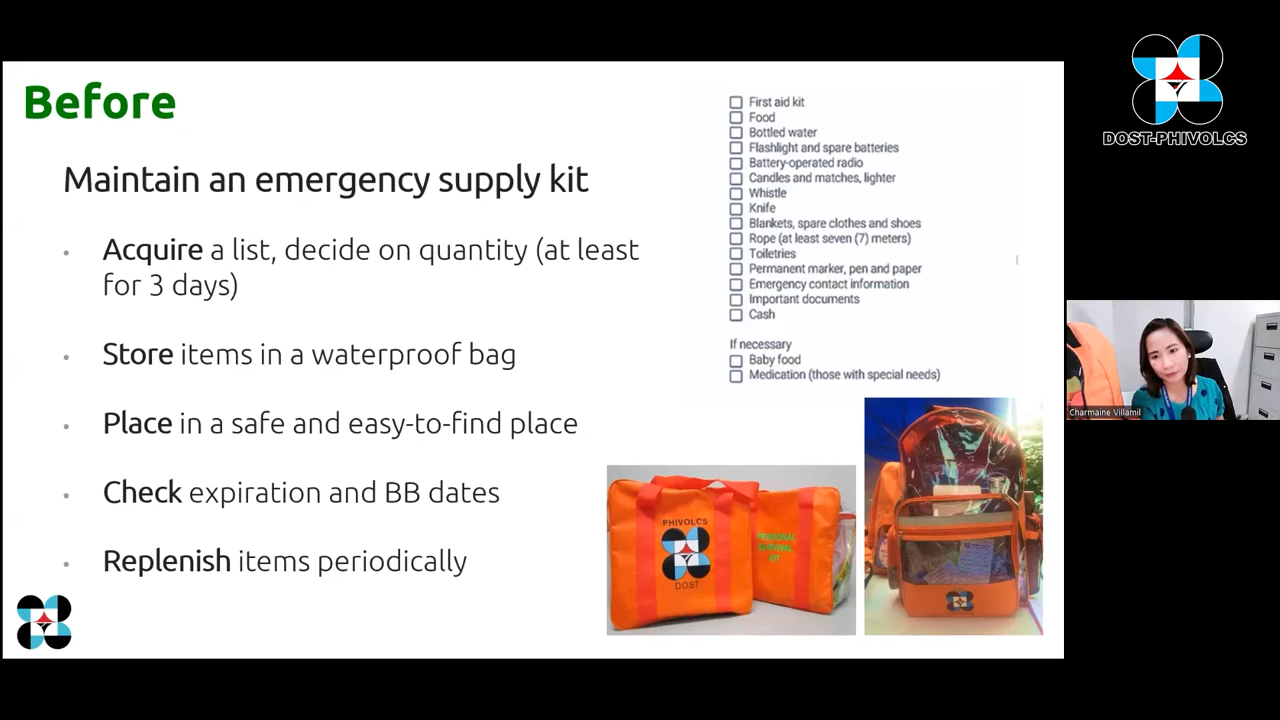 Before
Maintain an emergency supply kit
• Acquire a list, decide on quantity (at least
for 3 days)
• Store items in a waterproof bag
• Place in a safe and easy-to-find place
• Check expiration and BB dates
• Replenish items periodically
First aid kit
Food
Bottled water
Flashlight and spare batteries
Battery-operated radio
Candles and matches, lighter
Whistle
Knife
Blankets, spare clothes and shoes
Rope (at least seven (7) meters)
Toiletries
Permanent marker, pen and paper
Emergency contact information
Important documents
Cash
If necessary
Baby food
Medication (those with special needs)
PHIVOLCS
DOST
PERSONAL
SURVIVAL
KIT
DOST-PHIVOLCS
Charmaine Villamil